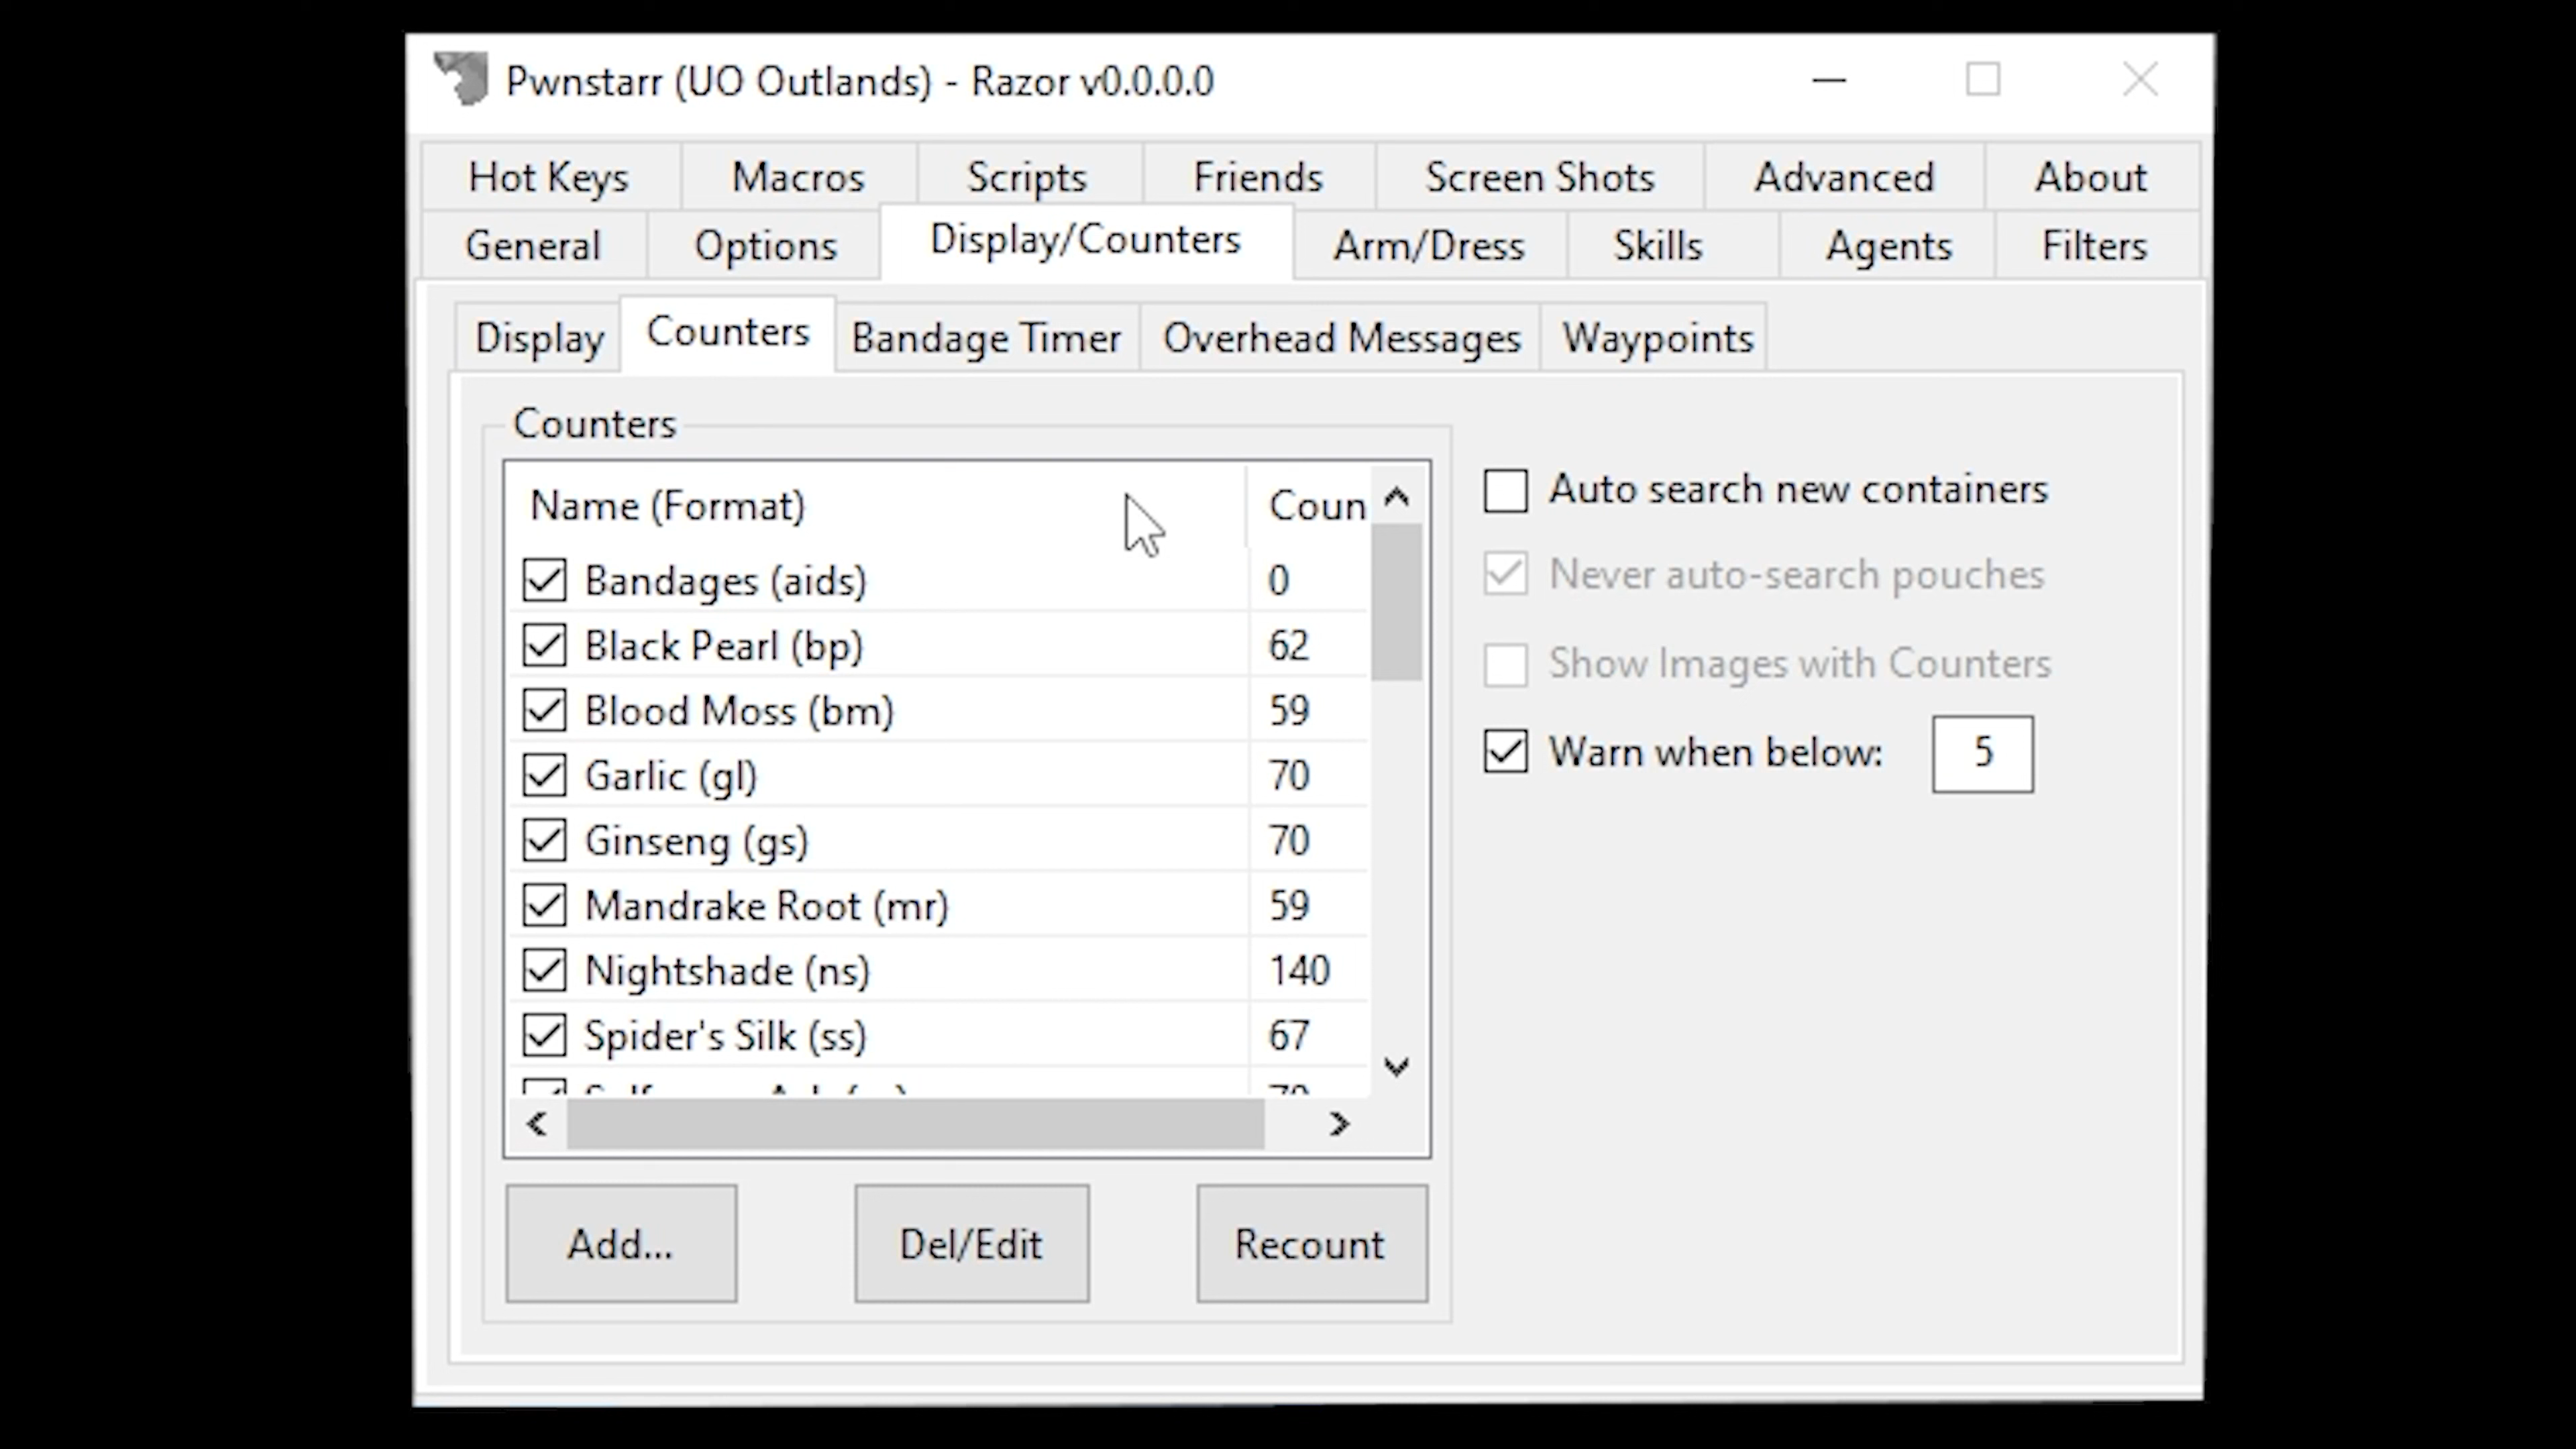 Pwnstarr (UO Outlands) - Razor v0.0.0.0
Hot Keys Macros Scripts Friends Screen Shots Advanced About
General Options Display/Counters Arm/Dress Skills Agents Filters
Display Counters Bandage Timer Overhead Messages Waypoints
Counters
Name (Format) Coun
Bandages (aids) 0
Black Pearl (bp) 62
Blood Moss (bm) 59
Garlic (gl) 70
Ginseng (gs) 70
Mandrake Root (mr) 59
Nightshade (ns) 140
Spider's Silk (ss) 67
Add... Del/Edit Recount
Auto search new containers
Never auto-search pouches
Show Images with Counters
Warn when below: 5